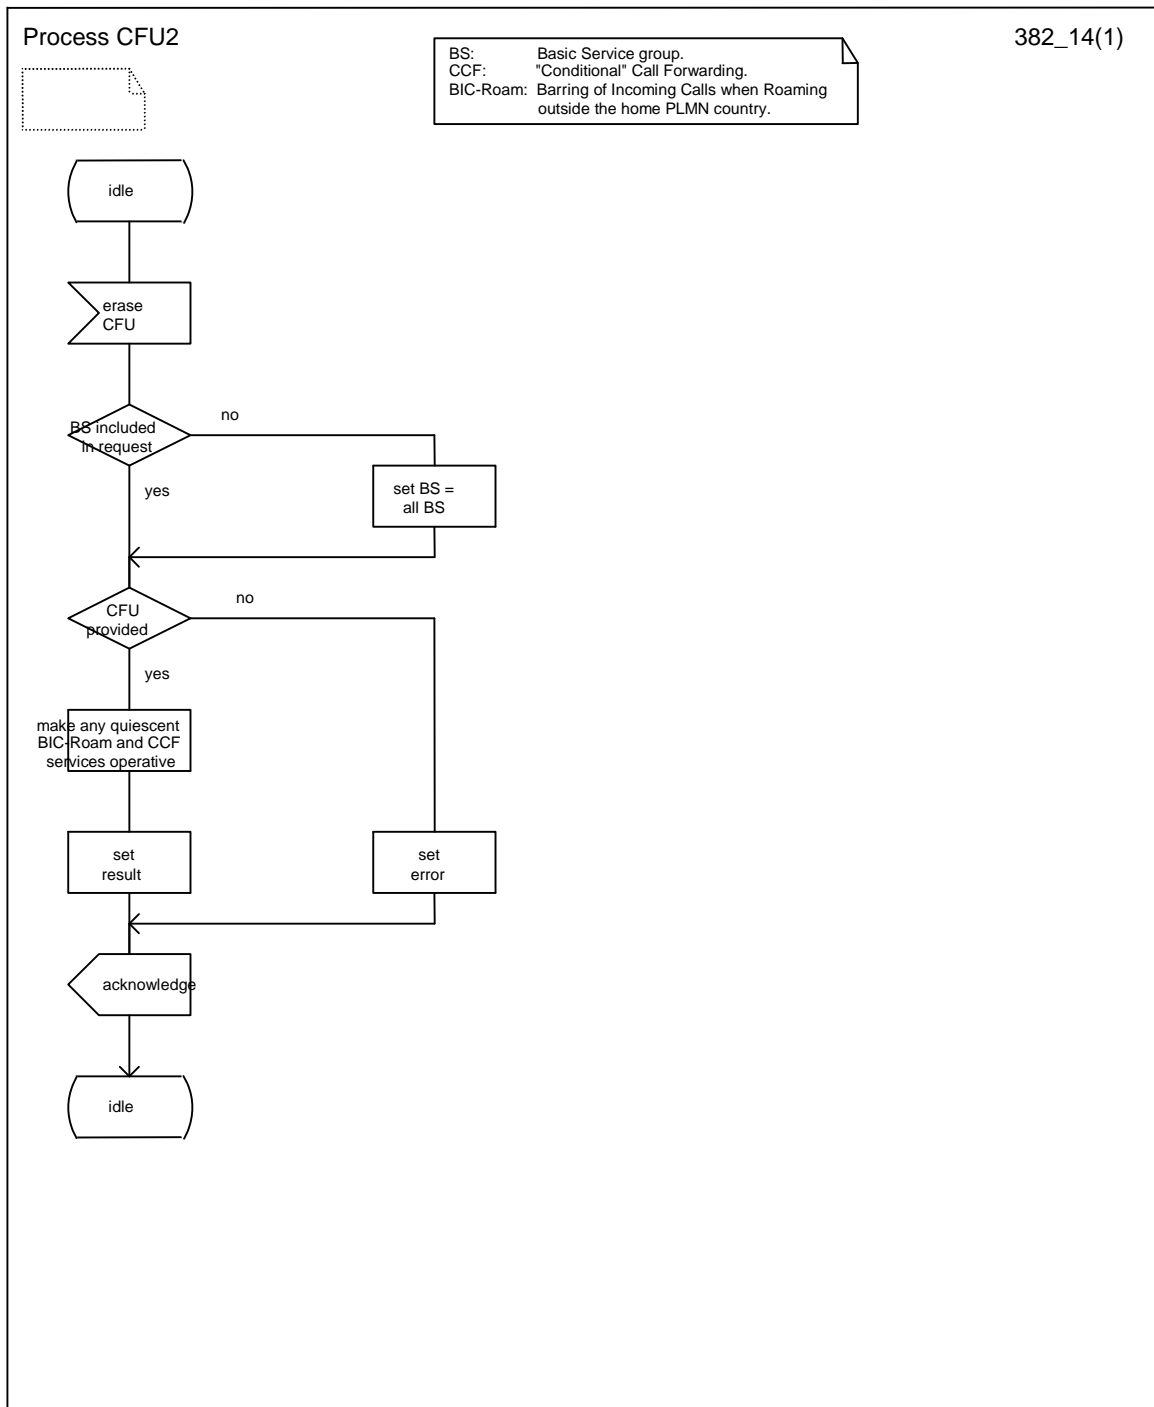 Process CFU2
382_14(1)
BS: Basic Service group.
CCF: "Conditional" Call Forwarding.
BIC-Roam: Barring of Incoming Calls when Roaming
outside the home PLMN country.
idle
erase
CFU
BS included
in request
no
yes
set BS =
all BS
CFU
provided
no
yes
make any quiescent
BIC-Roam and CCF
services operative
set
result
set
error
acknowledge
idle